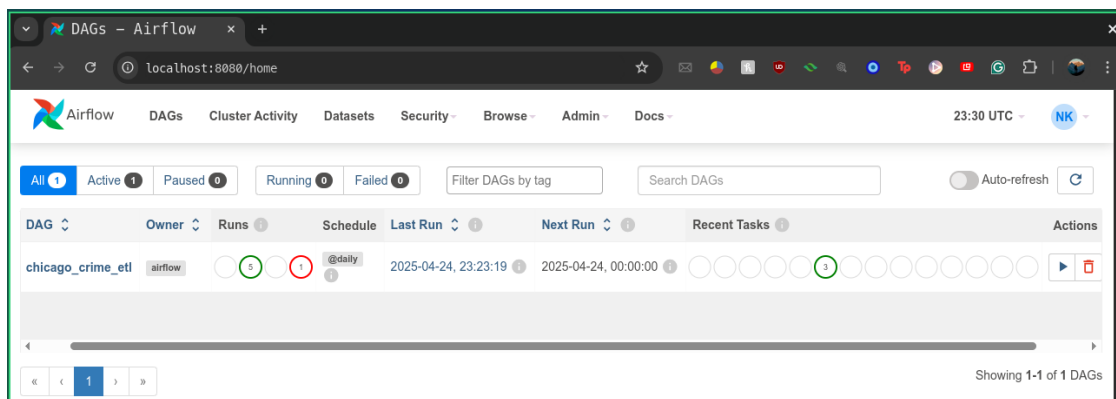 DAGs – Airflow
localhost:8080/home
Airflow DAGs Cluster Activity Datasets Security Browse Admin Docs 23:30 UTC NK
All 1 Active 1 Paused 0 Running 0 Failed 0 Filter DAGs by tag Search DAGs Auto-refresh
DAG Owner Runs Schedule Last Run Next Run Recent Tasks Actions
chicago_crime_etl airflow 5 1 @daily 2025-04-24, 23:23:19 2025-04-24, 00:00:00 3
« ‹ 1 › » Showing 1-1 of 1 DAGs